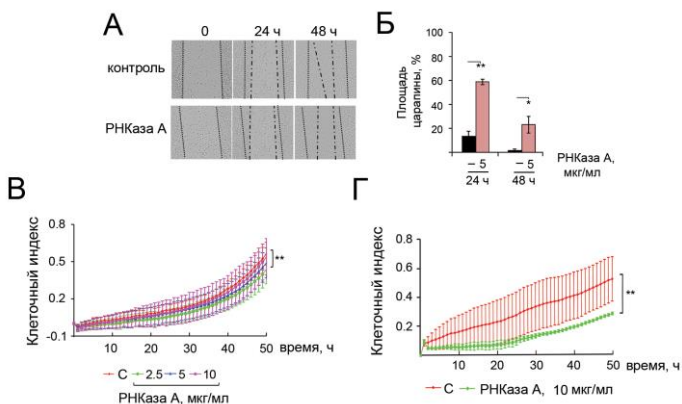 А
0 24 ч 48 ч
контроль
РНКаза А
Б
Площадь царапины, %
80
60
40
20
**
*
– 5 – 5
24 ч 48 ч
РНКаза А,
мкг/мл
В
Клеточный индекс
0.8
0.5
0.2
-0.1
10 20 30 40 50
время, ч
**
С 2.5 5 10
РНКаза А, мкг/мл
Г
Клеточный индекс
0.8
0.6
0.4
0.2
10 20 30 40 50
время, ч
**
С РНКаза А, 10 мкг/мл